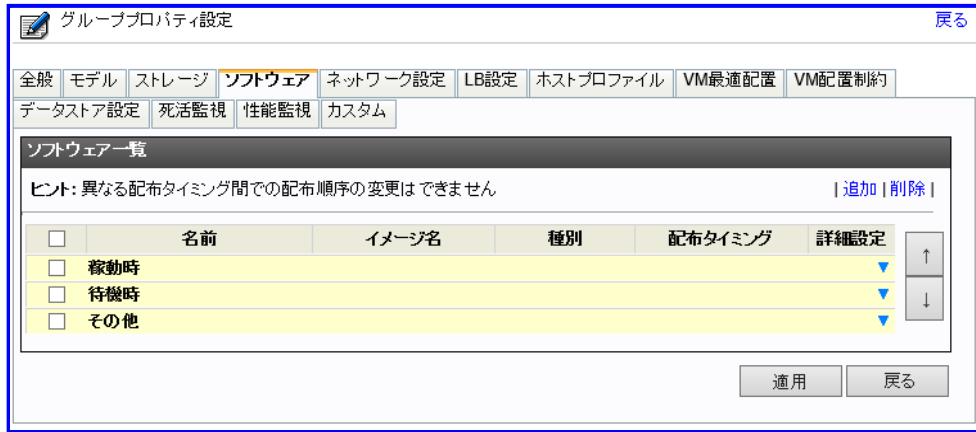 グループプロパティ設定 戻る
全般 モデル ストレージ ソフトウェア ネットワーク設定 LB設定 ホストプロファイル VM最適配置 VM配置制約
データストア設定 死活監視 性能監視 カスタム
ソフトウェア一覧
ヒント: 異なる配布タイミング間での配布順序の変更はできません | 追加 | 削除 |
名前 イメージ名 種別 配布タイミング 詳細設定
↑
稼動時 ▼
待機時 ▼
↓
その他 ▼
適用 戻る